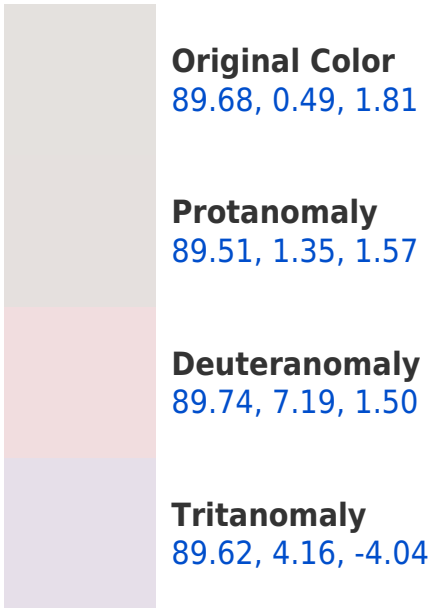 Original Color
89.68, 0.49, 1.81
Protanomaly
89.51, 1.35, 1.57
Deuteranomaly
89.74, 7.19, 1.50
Tritanomaly
89.62, 4.16, -4.04